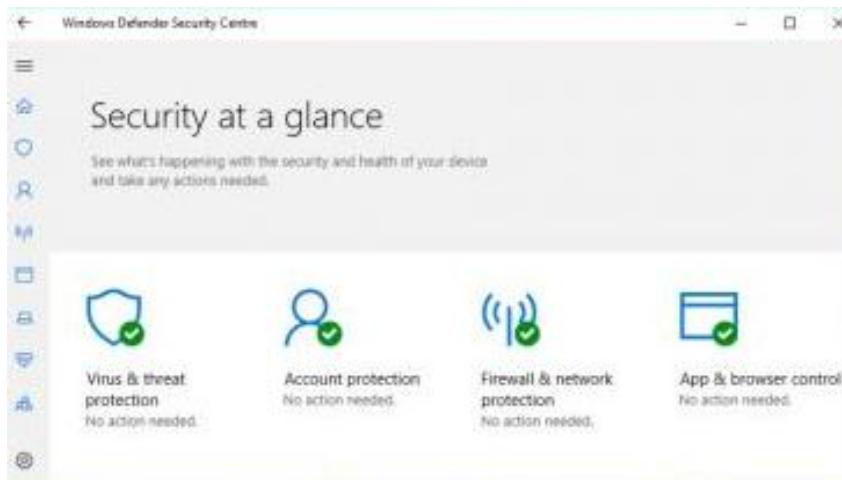 Windows Defender Security Centre
Security at a glance
See what's happening with the security and health of your device
and take any actions needed.
Virus & threat
protection
No action needed.
Account protection
No action needed.
Firewall & network
protection
No action needed.
App & browser control
No action needed.